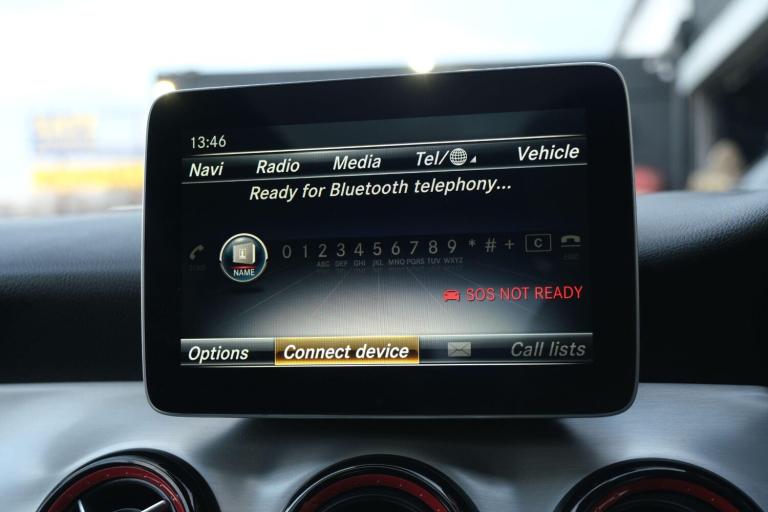 13:46
Navi Radio Media Tel/ Vehicle
Ready for Bluetooth telephony...
NAME 0 1 2 3 4 5 6 7 8 9 * # + C
ABC DEF GHI JKL MNO PQRS TUV WXYZ
SOS NOT READY
Options Connect device Call lists